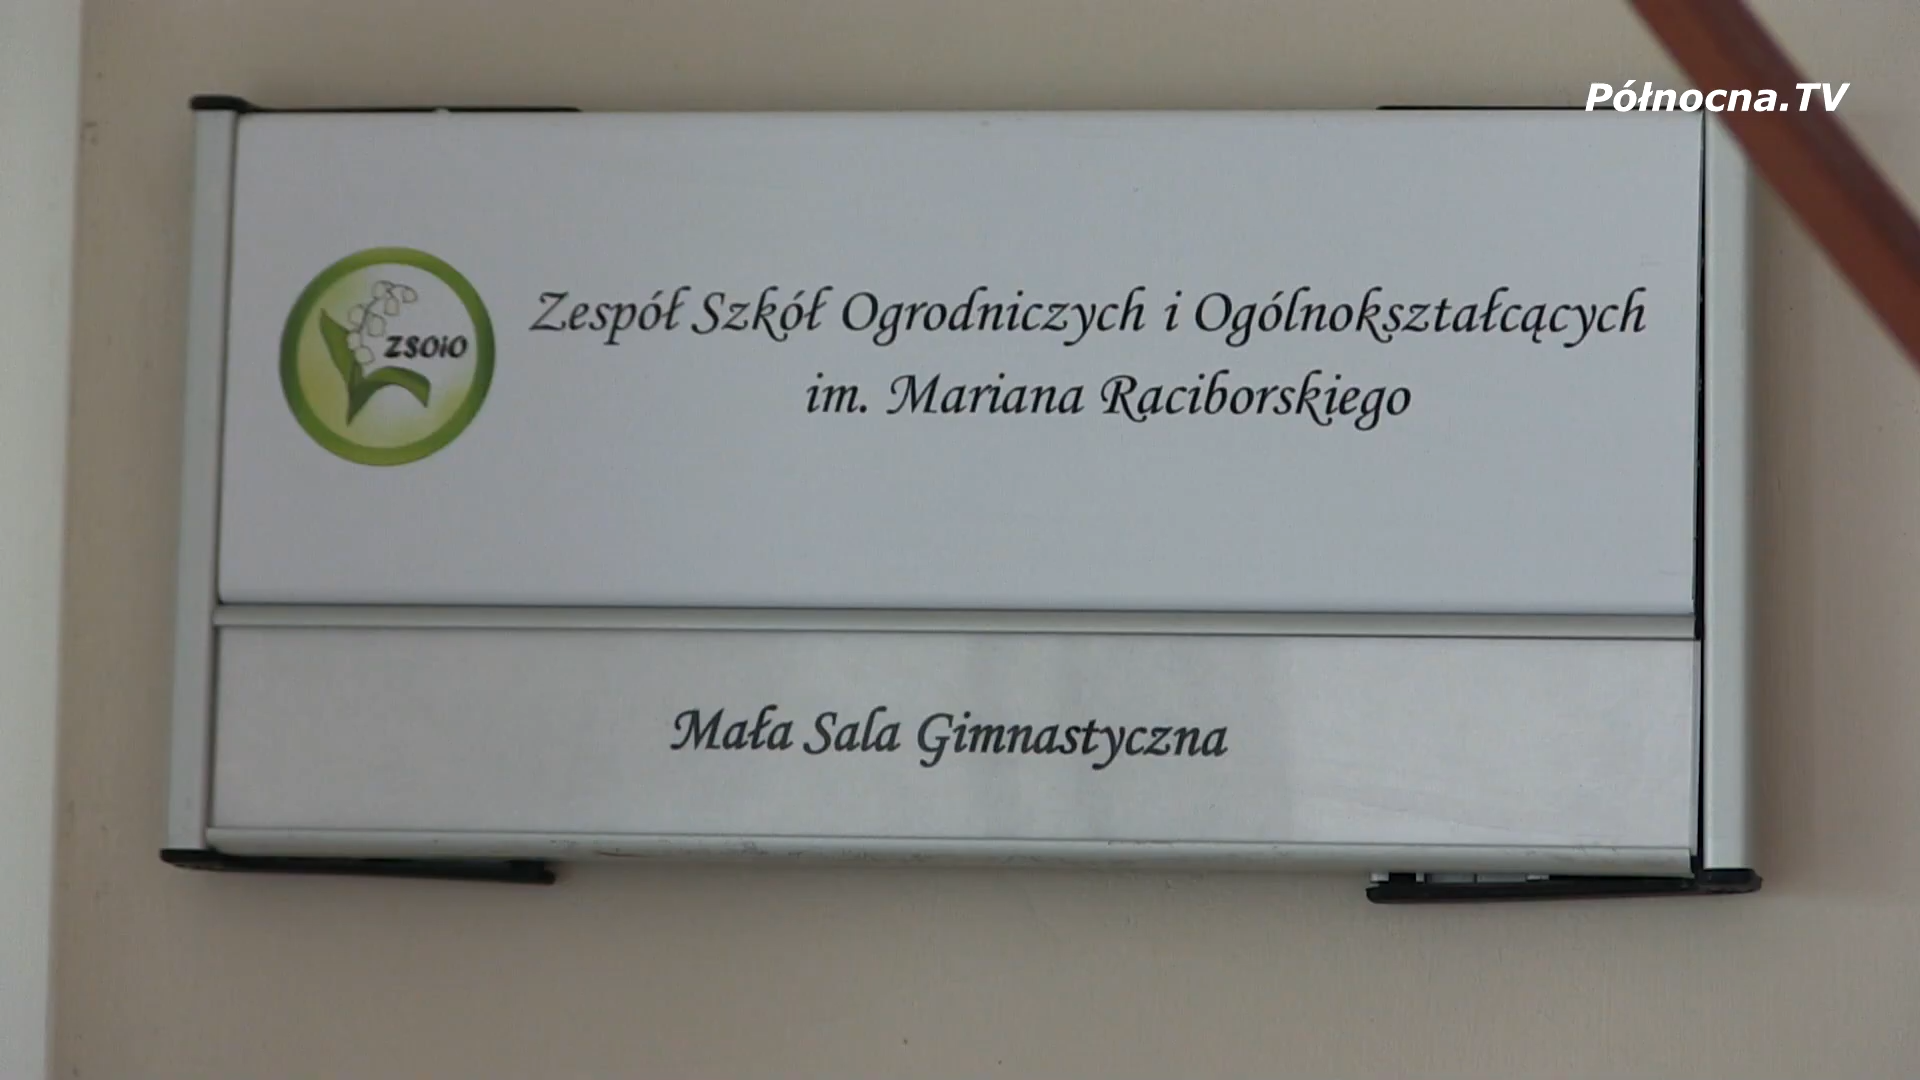 Północna.TV
ZSOiO
Zespół Szkół Ogrodniczych i Ogólnokształcących
im. Mariana Raciborskiego
Mała Sala Gimnastyczna